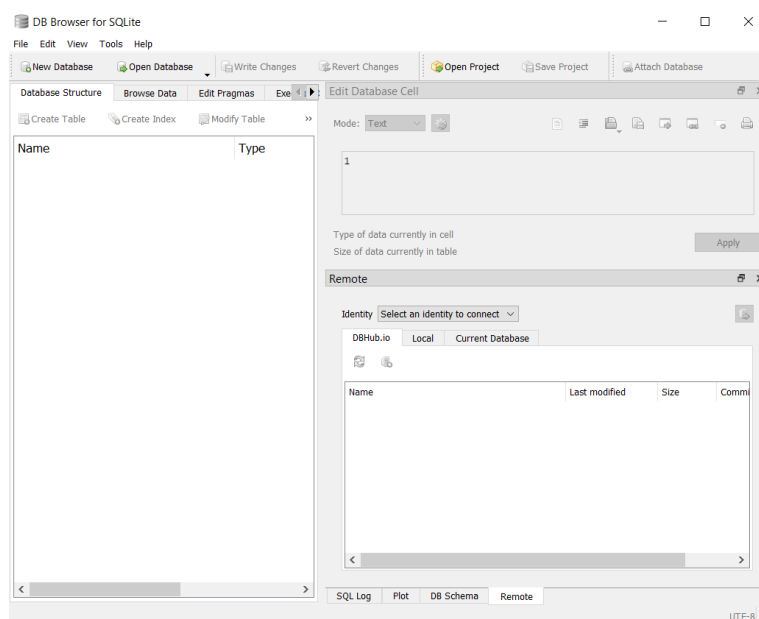 DB Browser for SQLite
File Edit View Tools Help
New Database Open Database Write Changes Revert Changes Open Project Save Project Attach Database
Database Structure Browse Data Edit Pragmas Exe
Create Table Create Index Modify Table »
Name Type
Edit Database Cell
Mode: Text
1
Type of data currently in cell
Size of data currently in table
Apply
Remote
Identity Select an identity to connect
DBHub.io Local Current Database
Name Last modified Size Commi
SQL Log Plot DB Schema Remote
UTF-8